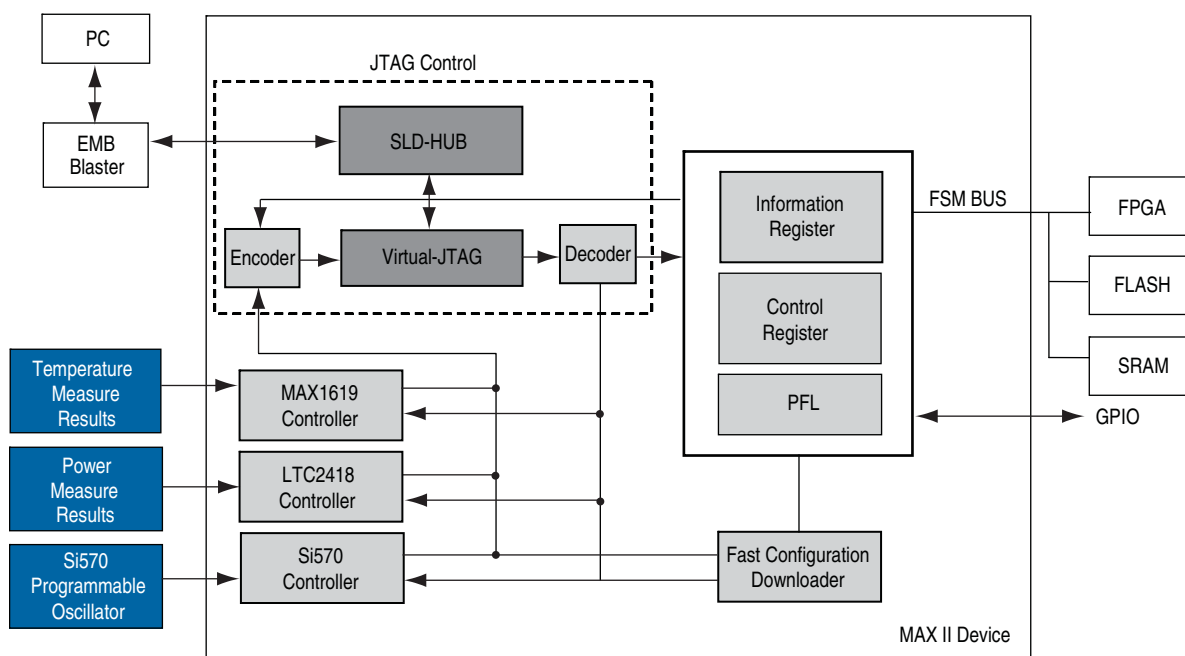 PC
JTAG Control
EMB
Blaster
SLD-HUB
Information
Register
FSM BUS
FPGA
Encoder
Virtual-JTAG
Decoder
FLASH
Control
Register
Temperature
Measure
Results
MAX1619
Controller
SRAM
PFL
GPIO
Power
Measure
Results
LTC2418
Controller
Si570
Programmable
Oscillator
Si570
Controller
Fast Configuration
Downloader
MAX II Device